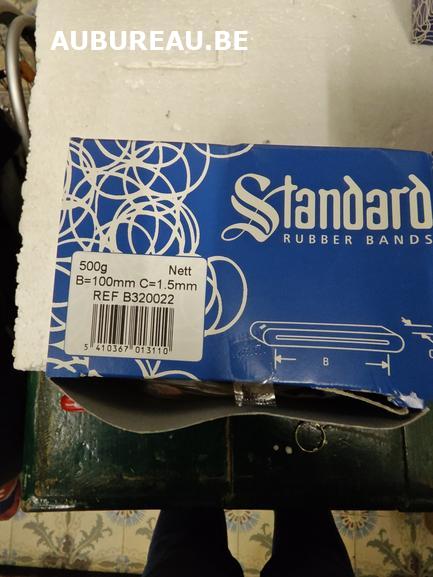 AUBUREAU.BE
Standard
RUBBER BANDS
500g Nett
B=100mm C=1.5mm
REF B320022
5 410367 013110
B